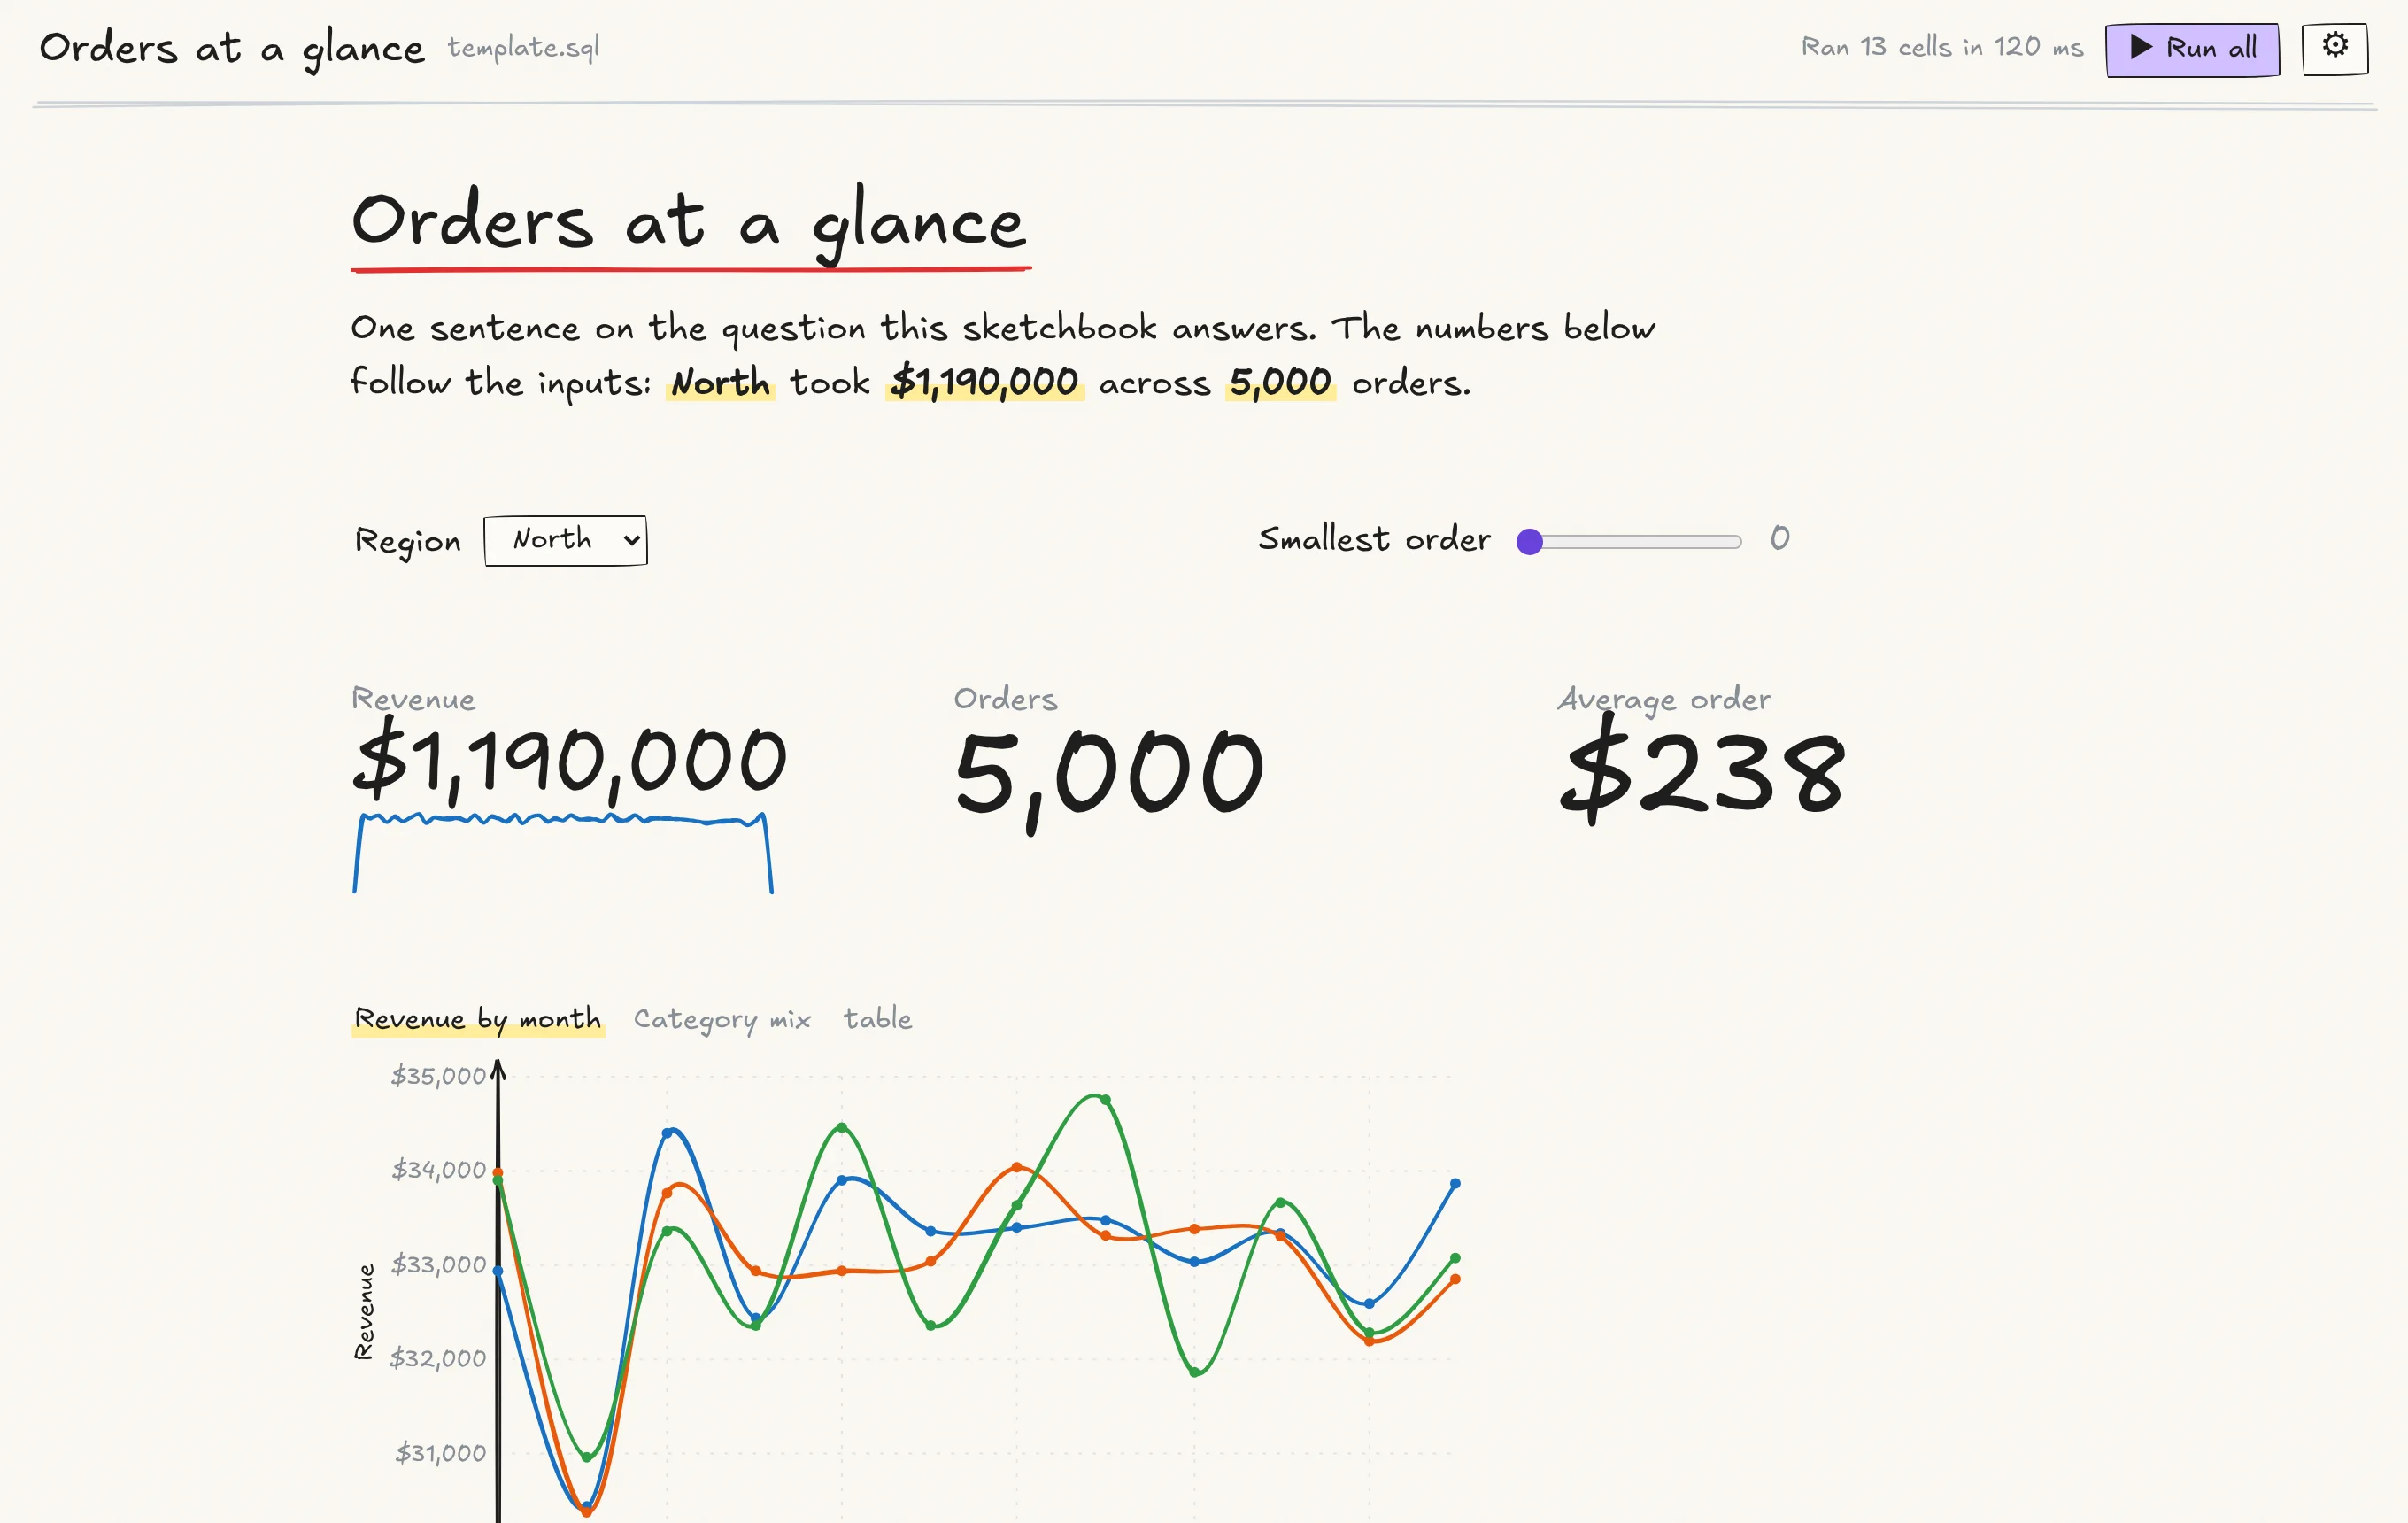 Orders at a glance template.sql Ran 13 cells in 120 ms ▶ Run all ⚙
Orders at a glance
One sentence on the question this sketchbook answers. The numbers below
follow the inputs: North took $1,190,000 across 5,000 orders.
Region North Smallest order 0
Revenue Orders Average order
$1,190,000 5,000 $238
Revenue by month Category mix table
$35,000
$34,000
$33,000
Revenue
$32,000
$31,000